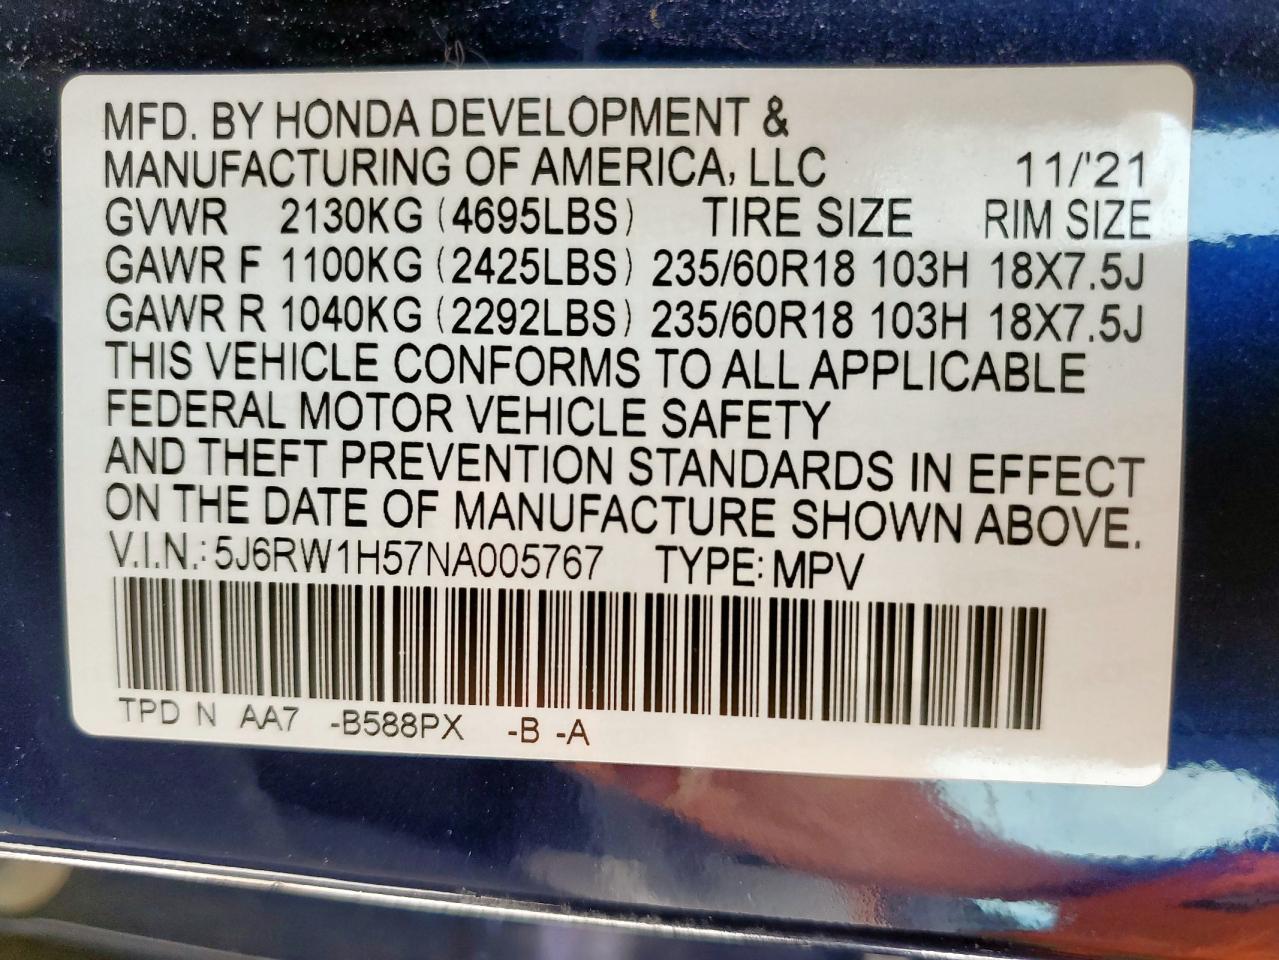 MFD. BY HONDA DEVELOPMENT &
MANUFACTURING OF AMERICA, LLC 11/'21
GVWR 2130KG (4695LBS) TIRE SIZE RIM SIZE
GAWR F 1100KG (2425LBS) 235/60R18 103H 18X7.5J
GAWR R 1040KG (2292LBS) 235/60R18 103H 18X7.5J
THIS VEHICLE CONFORMS TO ALL APPLICABLE
FEDERAL MOTOR VEHICLE SAFETY
AND THEFT PREVENTION STANDARDS IN EFFECT
ON THE DATE OF MANUFACTURE SHOWN ABOVE.
V.I.N.: 5J6RW1H57NA005767 TYPE: MPV
TPD N AA7 -B588PX -B -A